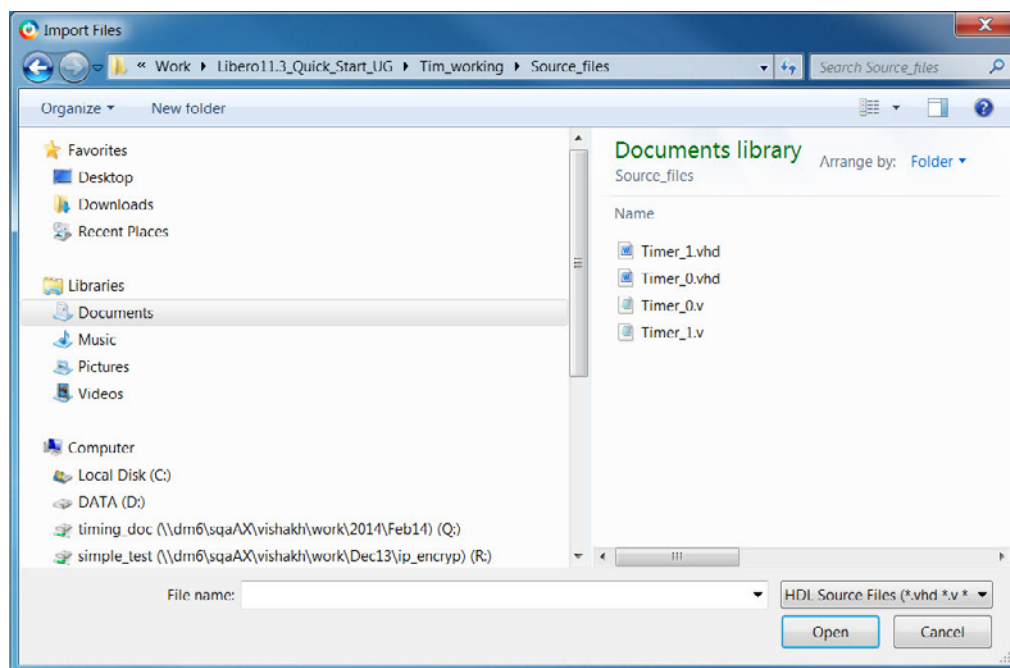 Import Files
« Work Libero11.3_Quick_Start_UG Tim_working Source_files Search Source_files
Organize New folder
Favorites
Desktop
Downloads
Recent Places
Libraries
Documents
Music
Pictures
Videos
Computer
Local Disk (C:)
DATA (D:)
timing_doc (\\dm6\sqaAX\vishakh\work\2014\Feb14) (Q:)
simple_test (\\dm6\sqaAX\vishakh\work\Dec13\ip_encryp) (R:)
Documents library
Source_files
Arrange by: Folder
Name
Timer_1.vhd
Timer_0.vhd
Timer_0.v
Timer_1.v
File name:
HDL Source Files (*.vhd *.v *
Open Cancel